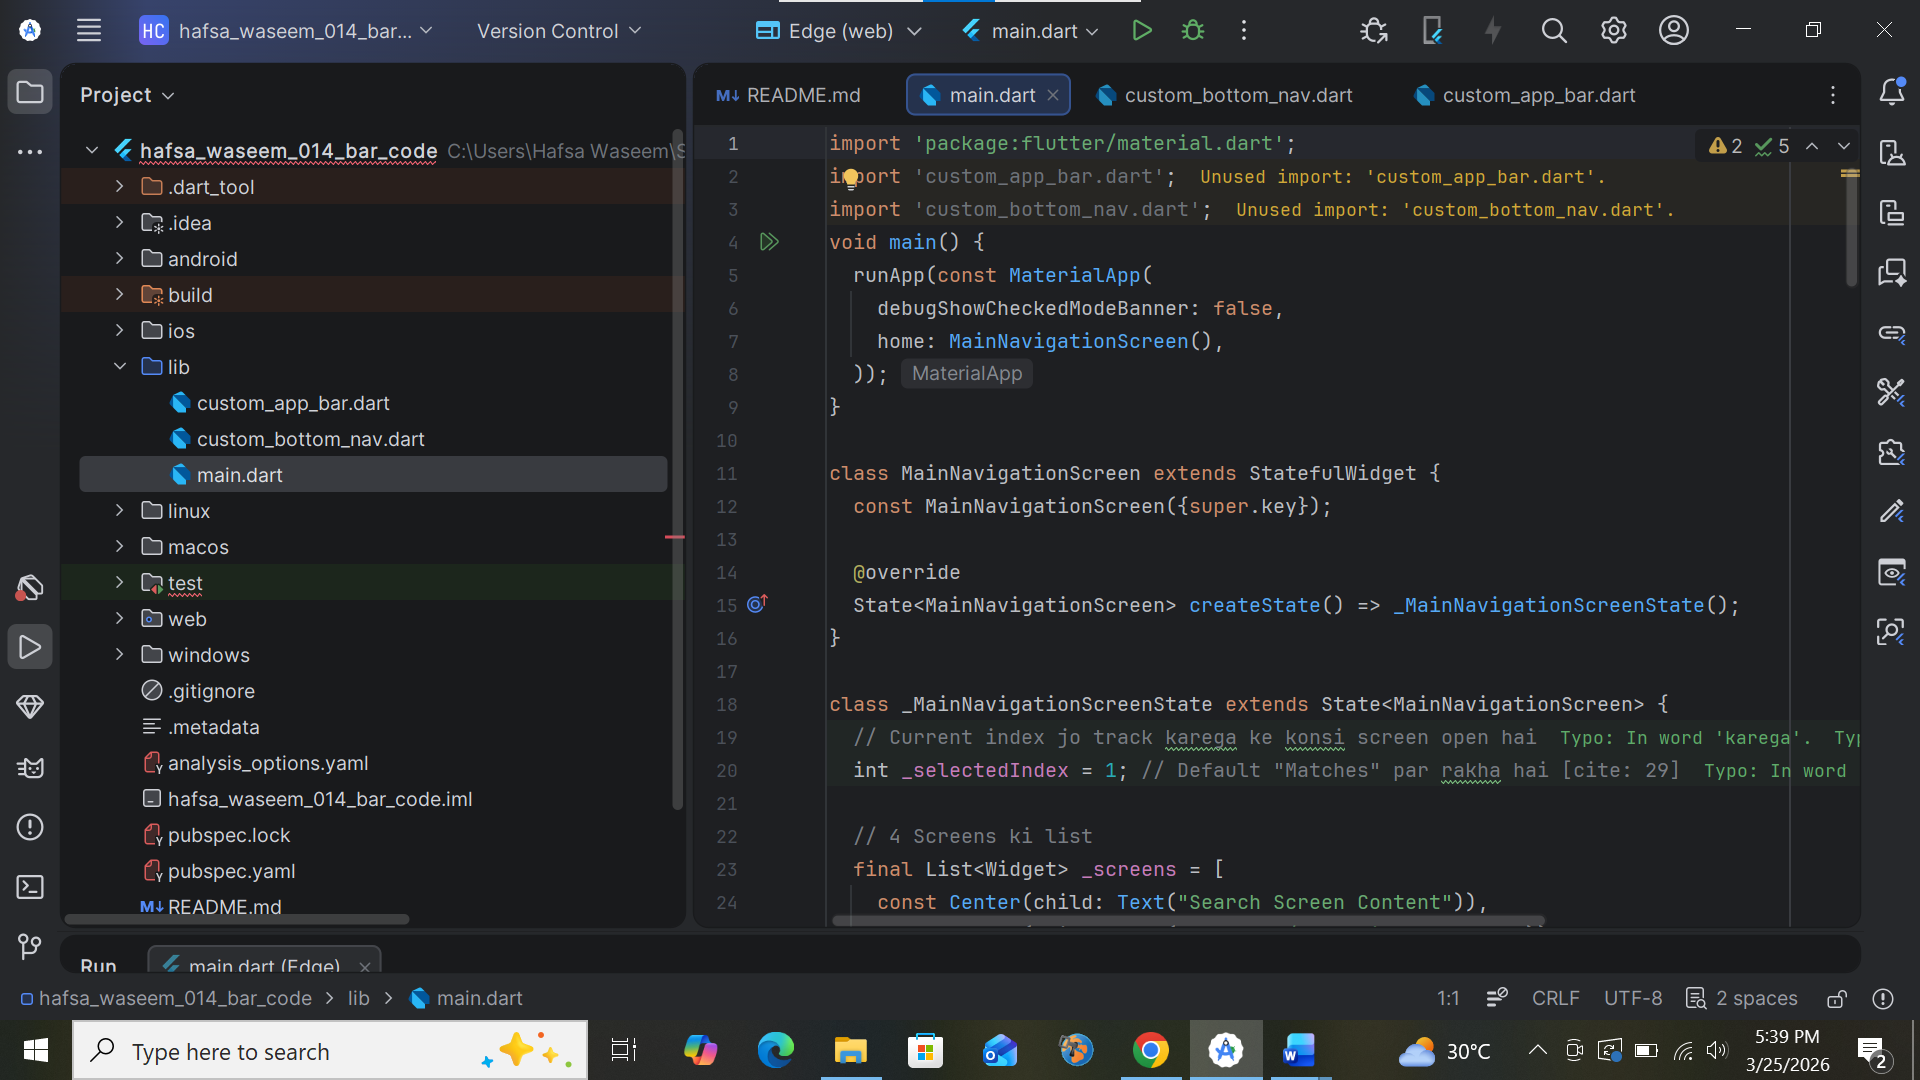 HC hafsa_waseem_014_bar... Version Control Edge (web) main.dart
Project
README.md main.dart custom_bottom_nav.dart custom_app_bar.dart
hafsa_waseem_014_bar_code C:\Users\Hafsa Waseem\S
.dart_tool
.idea
android
build
ios
lib
custom_app_bar.dart
custom_bottom_nav.dart
main.dart
linux
macos
test
web
windows
.gitignore
.metadata
analysis_options.yaml
hafsa_waseem_014_bar_code.iml
pubspec.lock
pubspec.yaml
M↓ README.md
2 5
1 import 'package:flutter/material.dart';
2 import 'custom_app_bar.dart'; Unused import: 'custom_app_bar.dart'.
3 import 'custom_bottom_nav.dart'; Unused import: 'custom_bottom_nav.dart'.
4 void main() {
5 runApp(const MaterialApp(
6 debugShowCheckedModeBanner: false,
7 home: MainNavigationScreen(),
8 )); MaterialApp
9 }
10
11 class MainNavigationScreen extends StatefulWidget {
12 const MainNavigationScreen({super.key});
13
14 @override
15 State<MainNavigationScreen> createState() => _MainNavigationScreenState();
16 }
17
18 class _MainNavigationScreenState extends State<MainNavigationScreen> {
19 // Current index jo track karega ke konsi screen open hai Typo: In word 'karega'. Typ
20 int _selectedIndex = 1; // Default "Matches" par rakha hai [cite: 29] Typo: In word
21
22 // 4 Screens ki list
23 final List<Widget> _screens = [
24 const Center(child: Text("Search Screen Content")),
Run main.dart (Edge)
hafsa_waseem_014_bar_code > lib > main.dart 1:1 CRLF UTF-8 2 spaces
Type here to search 30°C 5:39 PM
3/25/2026
2